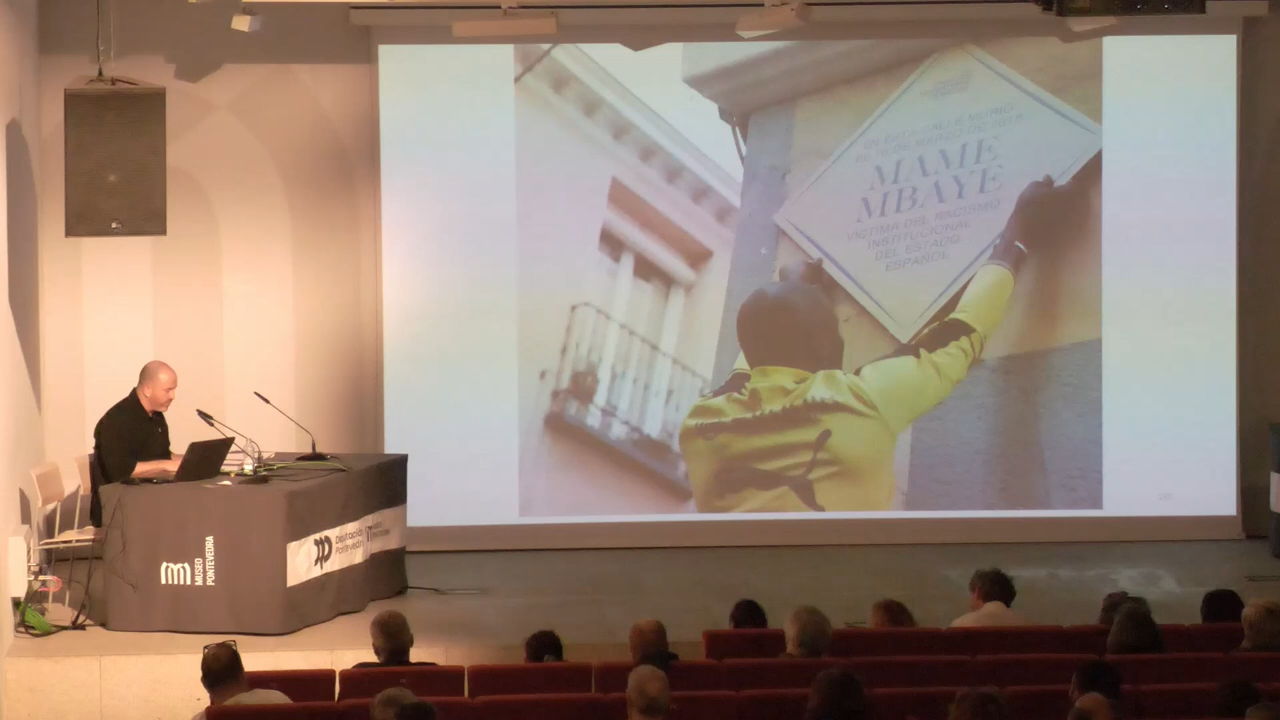 MAME
MBAYE
VÍCTIMA DEL RACISMO
INSTITUCIONAL
DEL ESTADO
ESPAÑOL
MUSEO
PONTEVEDRA
Deputación
Pontevedra